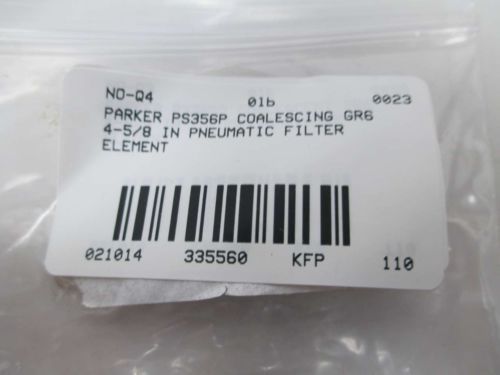 NO-Q4 01b 0023
PARKER PS356P COALESCING GR6
4-5/8 IN PNEUMATIC FILTER
ELEMENT
021014 335560 KFP 110